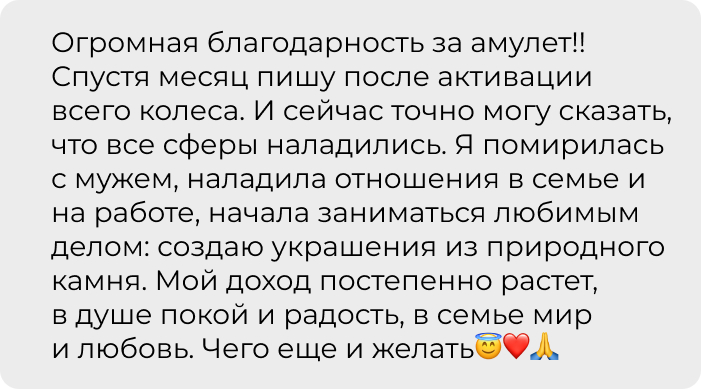 Огромная благодарность за амулет!!
Спустя месяц пишу после активации
всего колеса. И сейчас точно могу сказать,
что все сферы наладились. Я помирилась
с мужем, наладила отношения в семье и
на работе, начала заниматься любимым
делом: создаю украшения из природного
камня. Мой доход постепенно растет,
в душе покой и радость, в семье мир
и любовь. Чего еще и желать😇❤️🙏